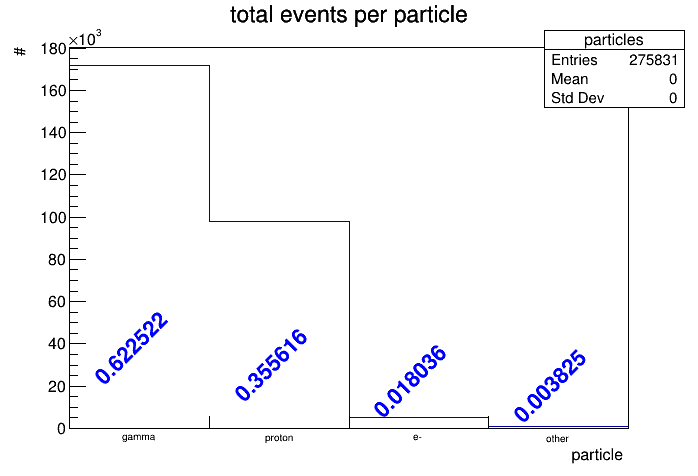 total events per particle
×10³
#
particles
Entries 275831
Mean 0
Std Dev 0
180
160
140
120
100
80
60
40
20
0
0.622522
0.355616
0.018036
0.003825
gamma
proton
e-
other
particle